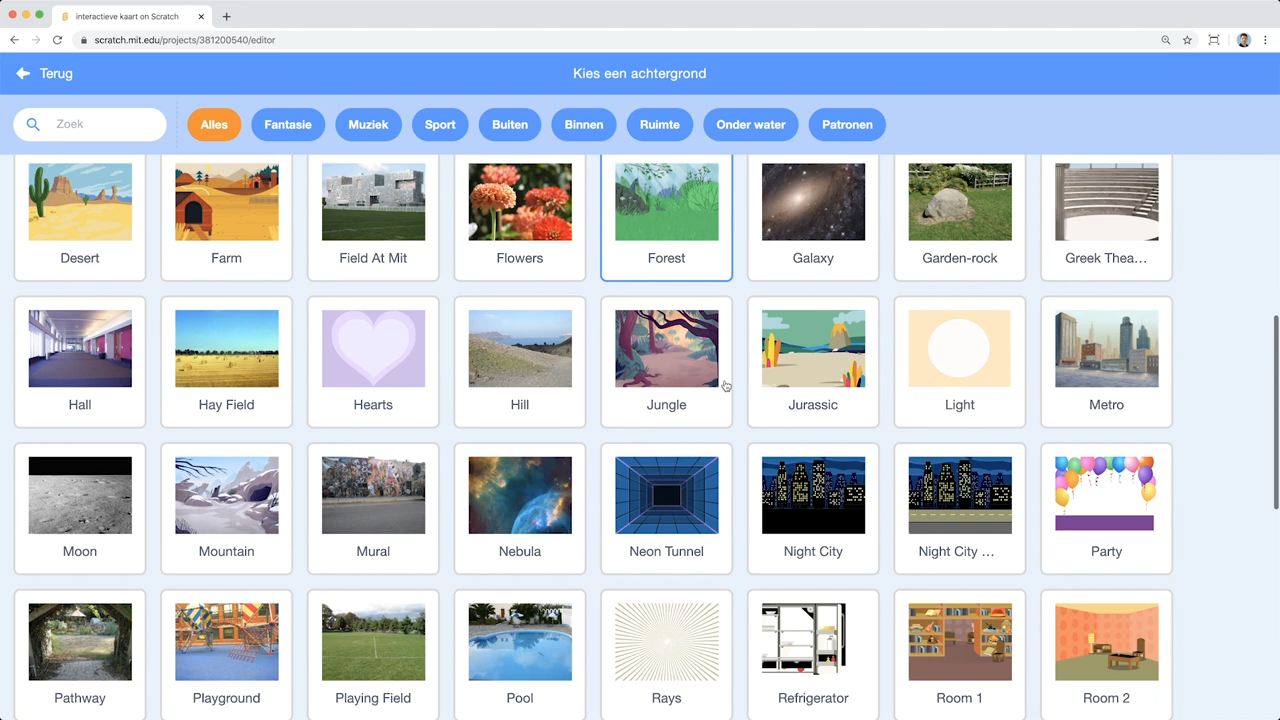 interactieve kaart on Scratch
scratch.mit.edu/projects/381200540/editor
Terug
Kies een achtergrond
Zoek
Alles
Fantasie
Muziek
Sport
Buiten
Binnen
Ruimte
Onder water
Patronen
Desert
Farm
Field At Mit
Flowers
Forest
Galaxy
Garden-rock
Greek Thea...
Hall
Hay Field
Hearts
Hill
Jungle
Jurassic
Light
Metro
Moon
Mountain
Mural
Nebula
Neon Tunnel
Night City
Night City ...
Party
Pathway
Playground
Playing Field
Pool
Rays
Refrigerator
Room 1
Room 2